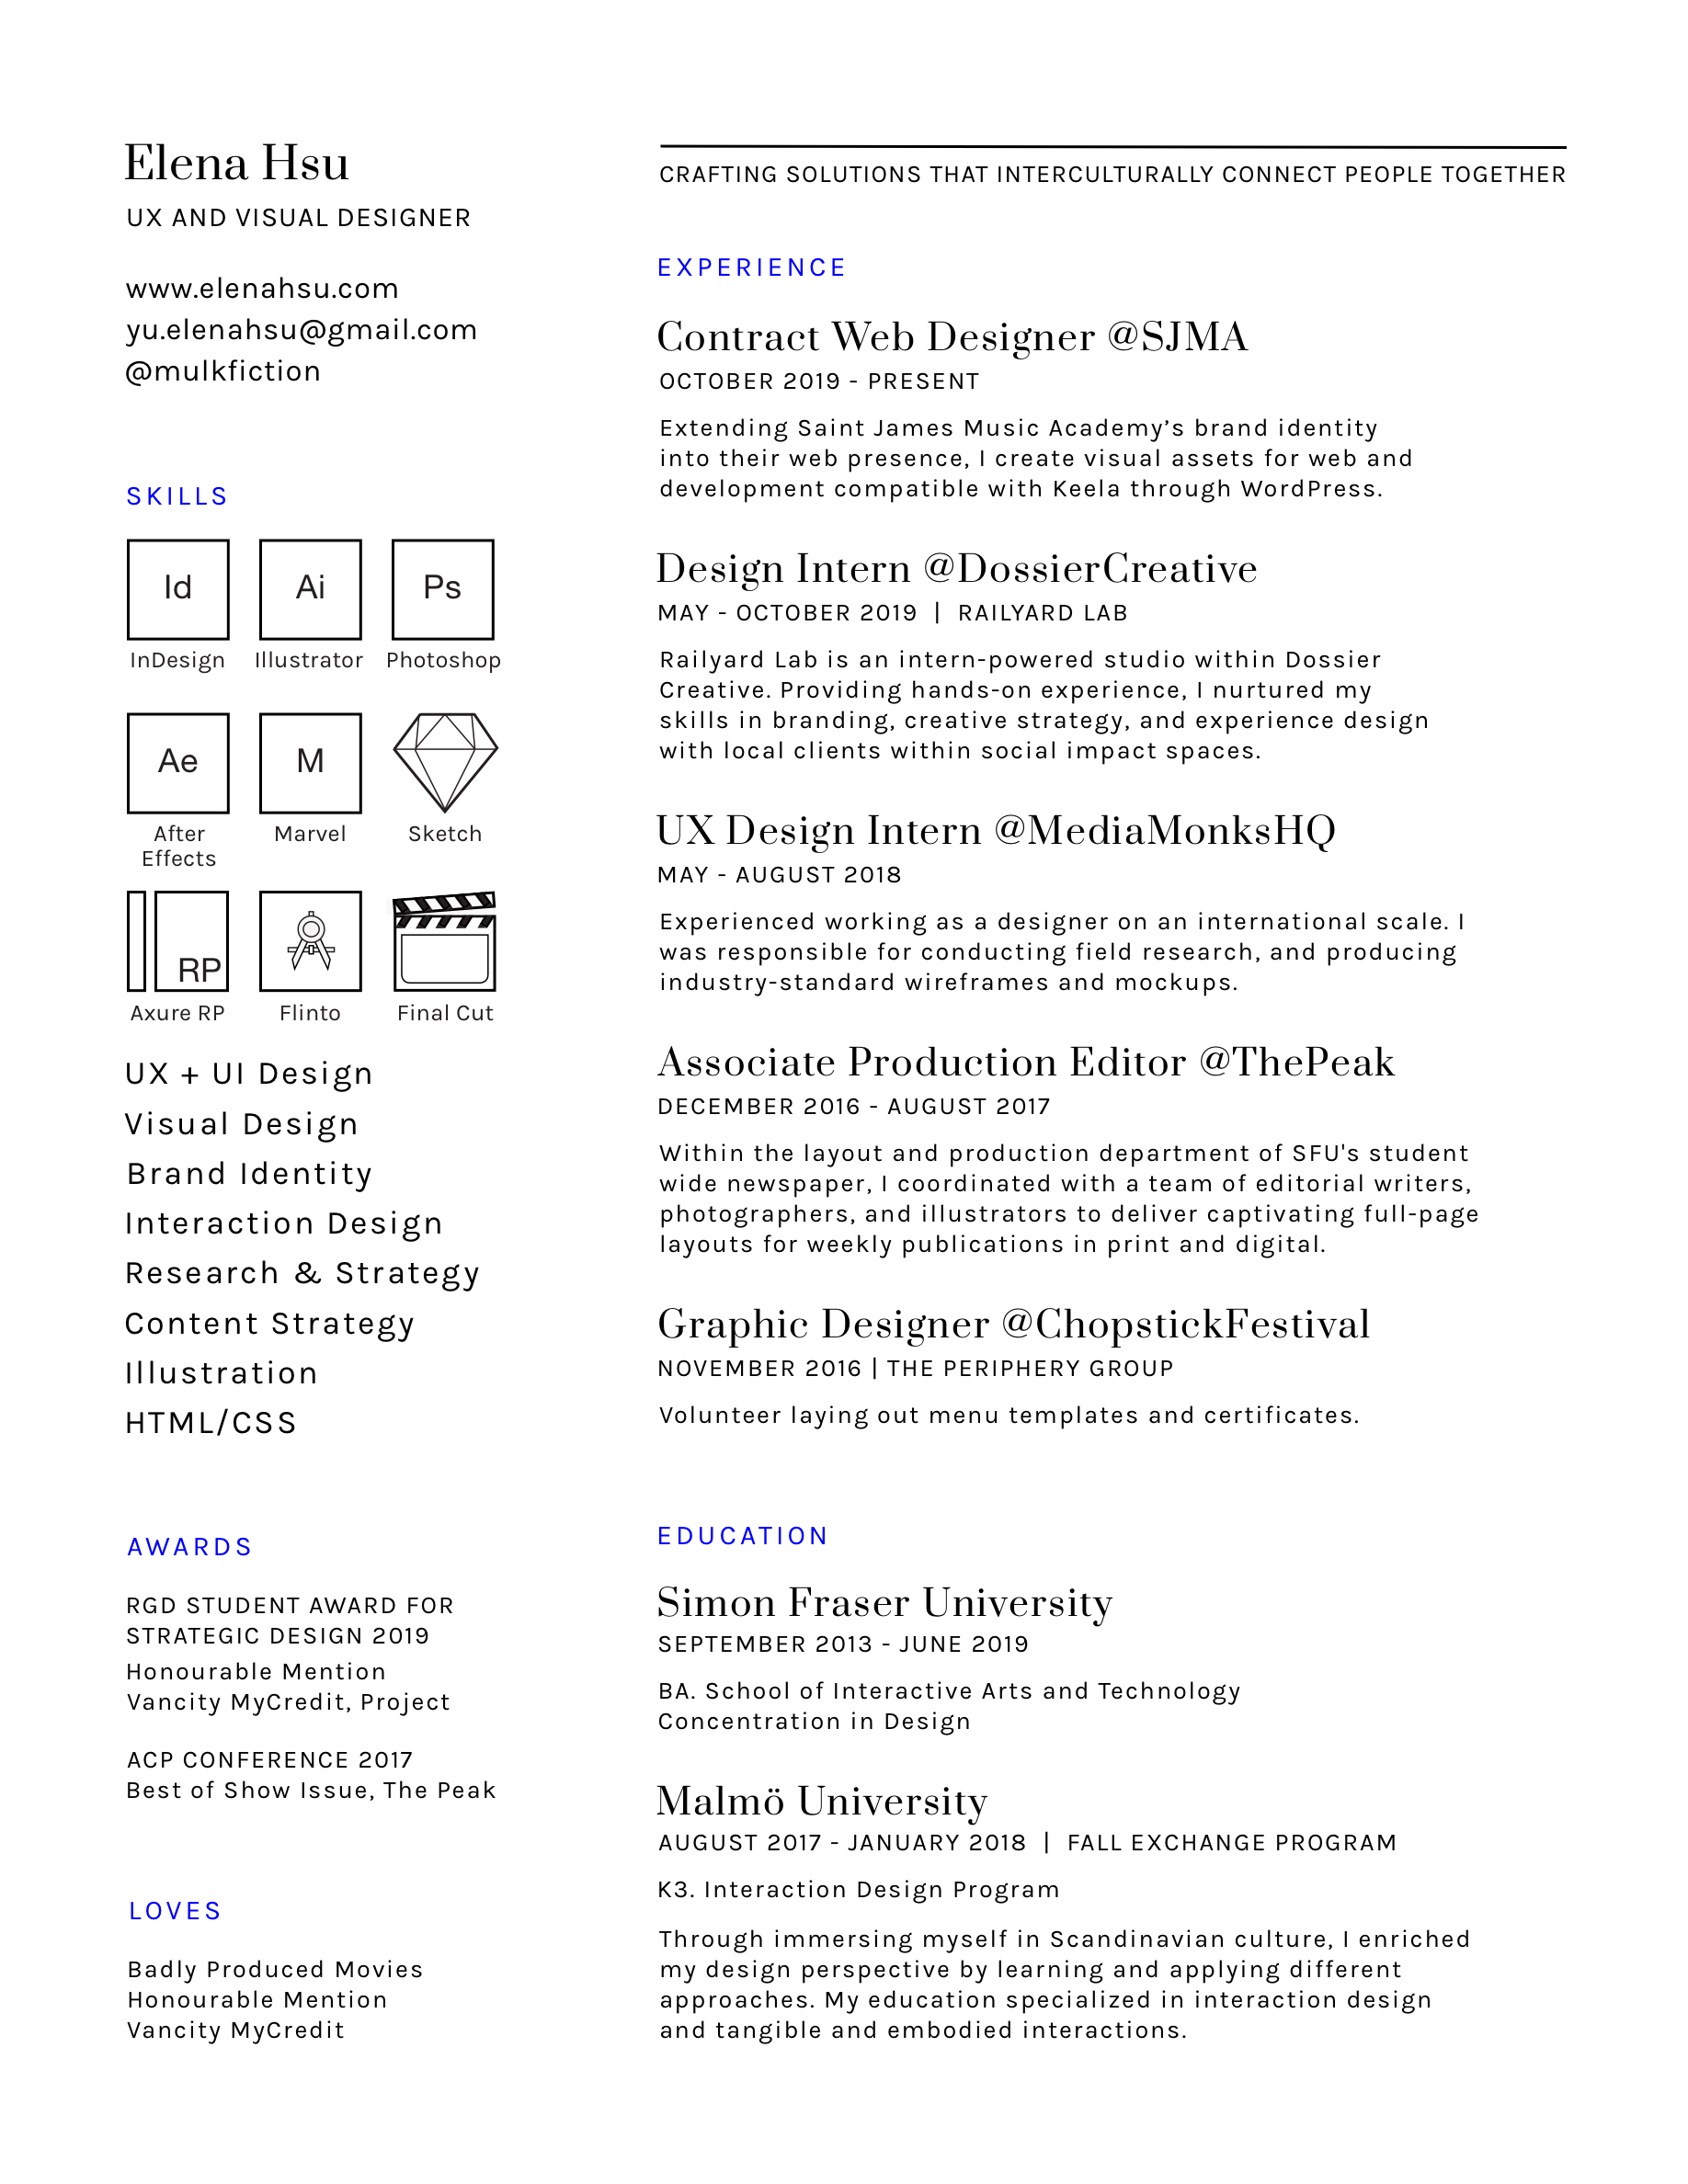 Elena Hsu
UX AND VISUAL DESIGNER
www.elenahsu.com
yu.elenahsu@gmail.com
@mulkfiction
SKILLS
Id Ai Ps
InDesign Illustrator Photoshop
Ae M
After Marvel Sketch
Effects
RP
Axure RP Flinto Final Cut
UX + UI Design
Visual Design
Brand Identity
Interaction Design
Research & Strategy
Content Strategy
Illustration
HTML/CSS
AWARDS
RGD STUDENT AWARD FOR
STRATEGIC DESIGN 2019
Honourable Mention
Vancity MyCredit, Project
ACP CONFERENCE 2017
Best of Show Issue, The Peak
LOVES
Badly Produced Movies
Honourable Mention
Vancity MyCredit
CRAFTING SOLUTIONS THAT INTERCULTURALLY CONNECT PEOPLE TOGETHER
EXPERIENCE
Contract Web Designer @SJMA
OCTOBER 2019 - PRESENT
Extending Saint James Music Academy’s brand identity
into their web presence, I create visual assets for web and
development compatible with Keela through WordPress.
Design Intern @DossierCreative
MAY - OCTOBER 2019 | RAILYARD LAB
Railyard Lab is an intern-powered studio within Dossier
Creative. Providing hands-on experience, I nurtured my
skills in branding, creative strategy, and experience design
with local clients within social impact spaces.
UX Design Intern @MediaMonksHQ
MAY - AUGUST 2018
Experienced working as a designer on an international scale. I
was responsible for conducting field research, and producing
industry-standard wireframes and mockups.
Associate Production Editor @ThePeak
DECEMBER 2016 - AUGUST 2017
Within the layout and production department of SFU's student
wide newspaper, I coordinated with a team of editorial writers,
photographers, and illustrators to deliver captivating full-page
layouts for weekly publications in print and digital.
Graphic Designer @ChopstickFestival
NOVEMBER 2016 | THE PERIPHERY GROUP
Volunteer laying out menu templates and certificates.
EDUCATION
Simon Fraser University
SEPTEMBER 2013 - JUNE 2019
BA. School of Interactive Arts and Technology
Concentration in Design
Malmö University
AUGUST 2017 - JANUARY 2018 | FALL EXCHANGE PROGRAM
K3. Interaction Design Program
Through immersing myself in Scandinavian culture, I enriched
my design perspective by learning and applying different
approaches. My education specialized in interaction design
and tangible and embodied interactions.